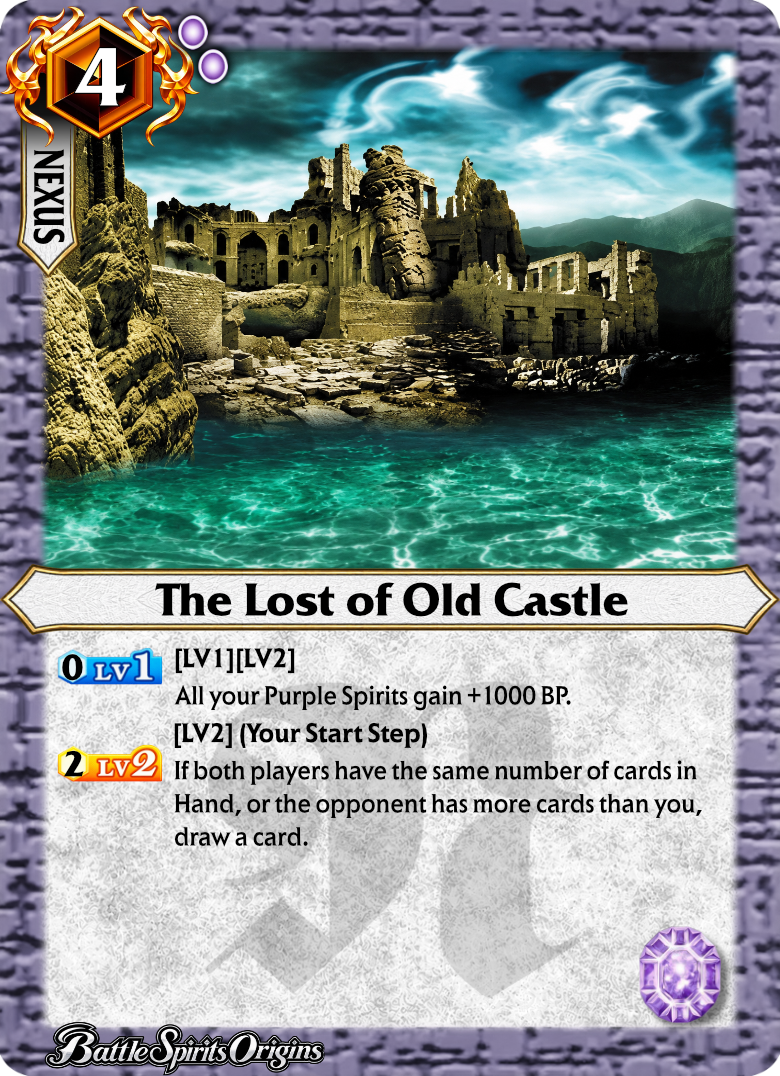 4
NEXUS
The Lost of Old Castle
0 LV1
[LV1][LV2]
All your Purple Spirits gain +1000 BP.
[LV2] (Your Start Step)
2 LV2
If both players have the same number of cards in
Hand, or the opponent has more cards than you,
draw a card.
Battle Spirits Origins